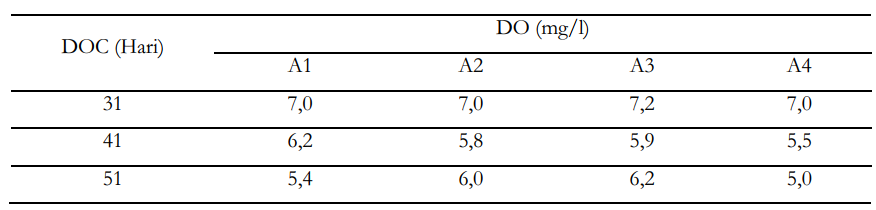 DOC (Hari) DO (mg/l)
A1 A2 A3 A4
31 7,0 7,0 7,2 7,0
41 6,2 5,8 5,9 5,5
51 5,4 6,0 6,2 5,0